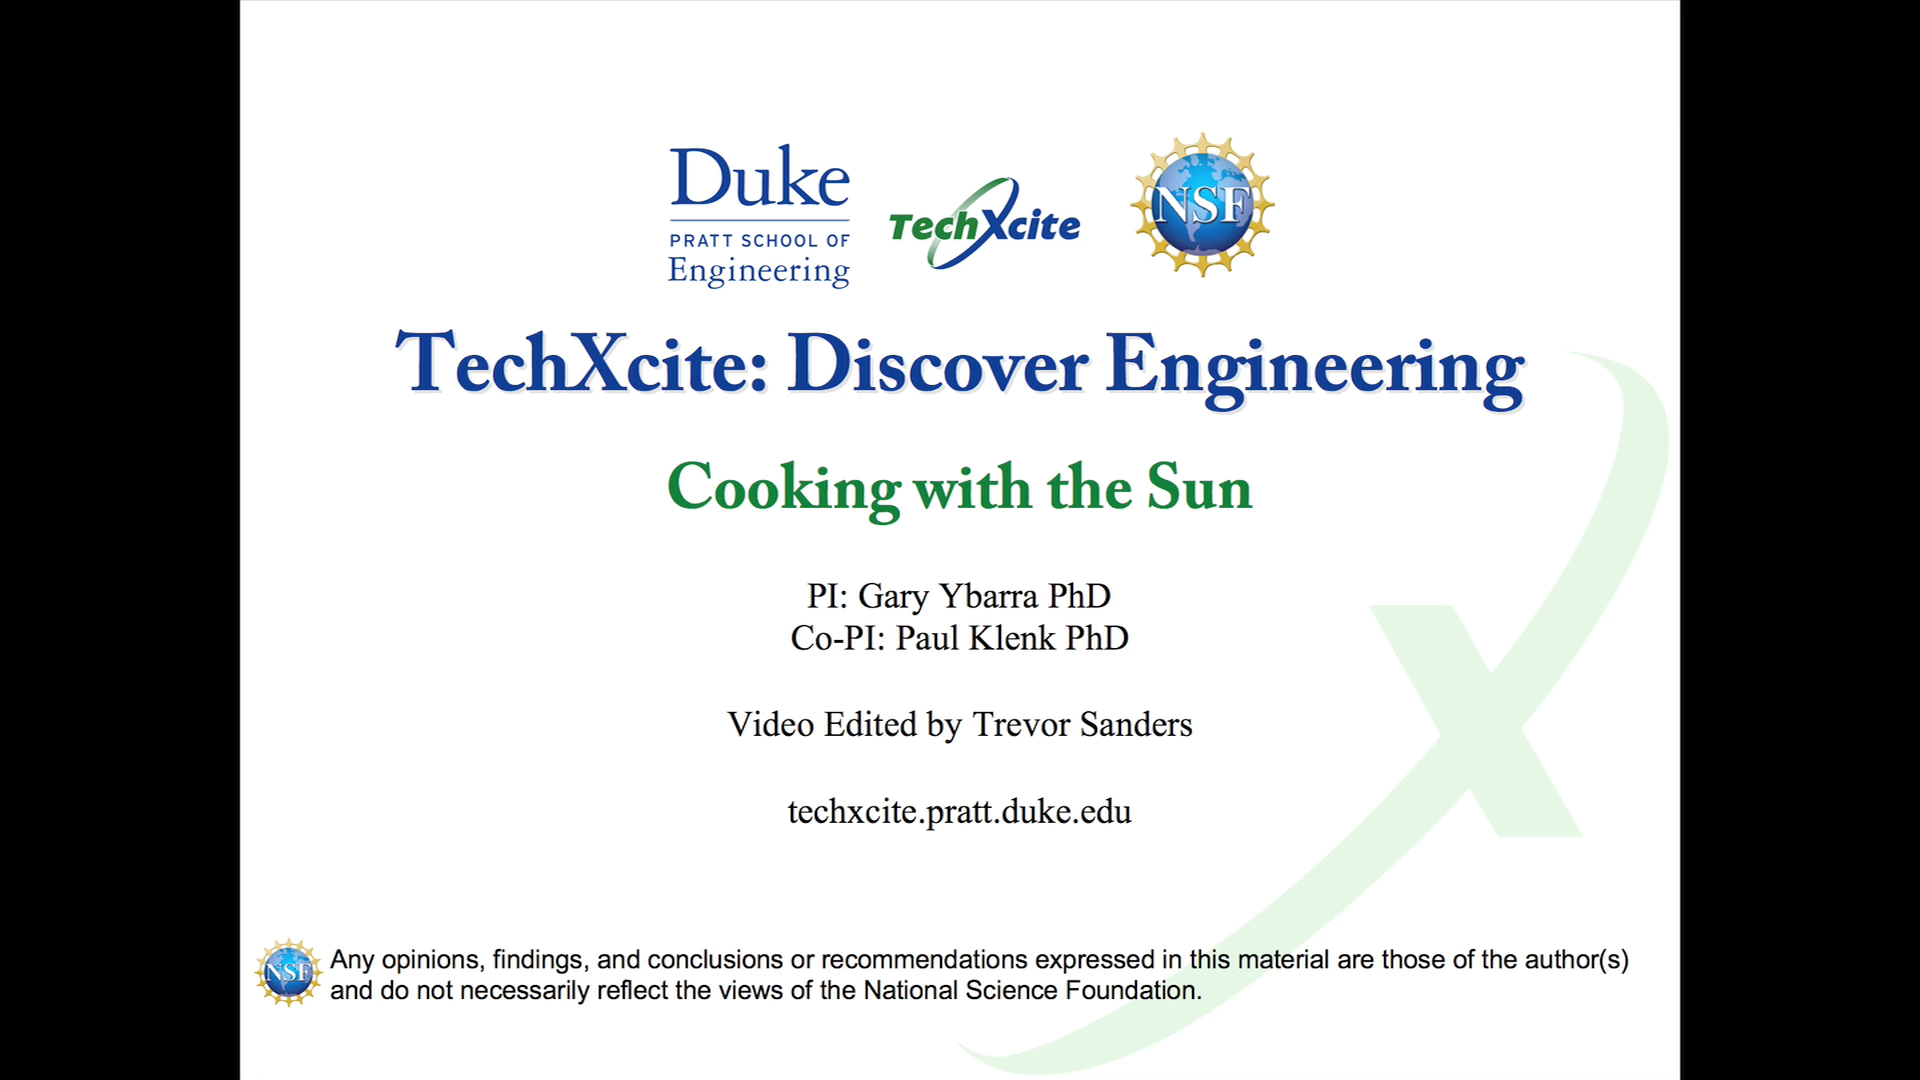 Duke
PRATT SCHOOL OF
Engineering
TechXcite
NSF
TechXcite: Discover Engineering
Cooking with the Sun
PI: Gary Ybarra PhD
Co-PI: Paul Klenk PhD
Video Edited by Trevor Sanders
techxcite.pratt.duke.edu
NSF
Any opinions, findings, and conclusions or recommendations expressed in this material are those of the author(s)
and do not necessarily reflect the views of the National Science Foundation.
X